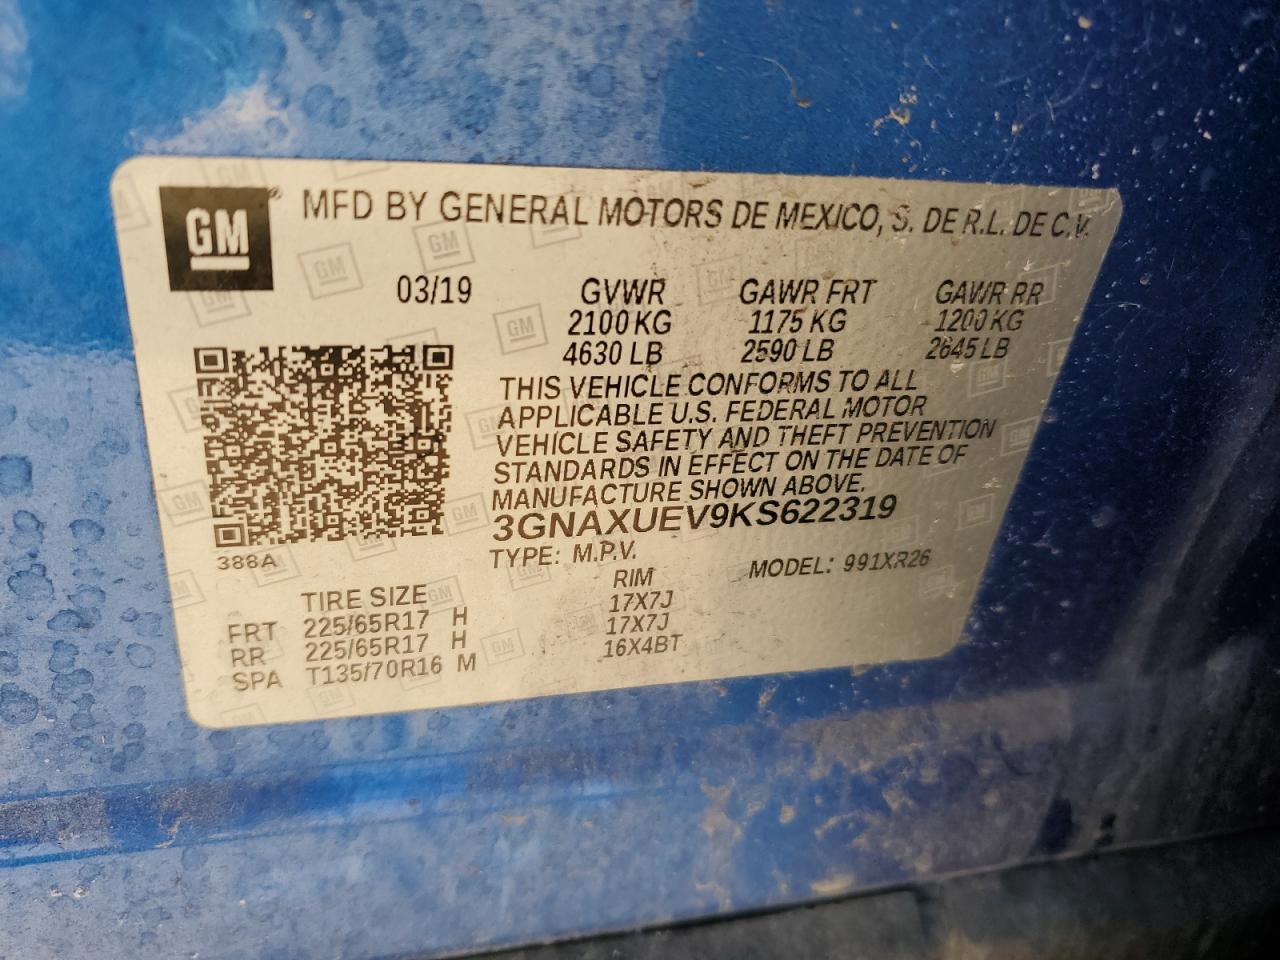 GM ® MFD BY GENERAL MOTORS DE MEXICO, S. DE R.L. DE C.V.
03/19 GVWR GAWR FRT GAWR RR
2100 KG 1175 KG 1200 KG
4630 LB 2590 LB 2645 LB
THIS VEHICLE CONFORMS TO ALL
APPLICABLE U.S. FEDERAL MOTOR
VEHICLE SAFETY AND THEFT PREVENTION
STANDARDS IN EFFECT ON THE DATE OF
MANUFACTURE SHOWN ABOVE.
3GNAXUEV9KS622319
388A
TYPE: M.P.V. MODEL: 991XR26
TIRE SIZE RIM
FRT 225/65R17 H 17X7J
RR 225/65R17 H 17X7J
SPA T135/70R16 M 16X4BT